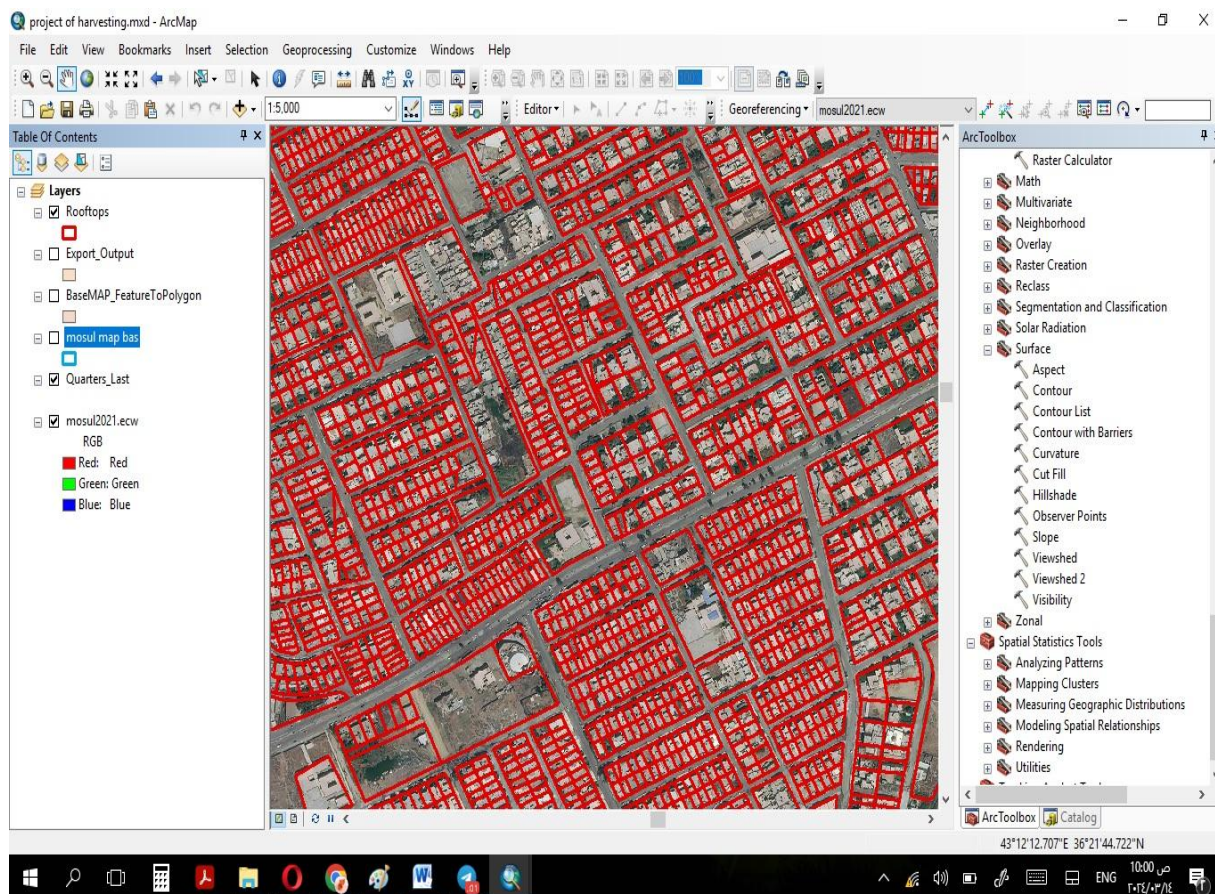 project of harvesting.mxd - ArcMap
File Edit View Bookmarks Insert Selection Geoprocessing Customize Windows Help
1:5,000
Editor
Georeferencing
mosul2021.ecw
Table Of Contents
Layers
Rooftops
Export_Output
BaseMAP_FeatureToPolygon
mosul map bas
Quarters_Last
mosul2021.ecw
RGB
Red: Red
Green: Green
Blue: Blue
ArcToolbox
Raster Calculator
Math
Multivariate
Neighborhood
Overlay
Raster Creation
Reclass
Segmentation and Classification
Solar Radiation
Surface
Aspect
Contour
Contour List
Contour with Barriers
Curvature
Cut Fill
Hillshade
Observer Points
Slope
Viewshed
Viewshed 2
Visibility
Zonal
Spatial Statistics Tools
Analyzing Patterns
Mapping Clusters
Measuring Geographic Distributions
Modeling Spatial Relationships
Rendering
Utilities
ArcToolbox Catalog
43°12'12.707"E 36°21'44.722"N
ENG
10:00 ص
٢٠٢٤/٠٣/١٤